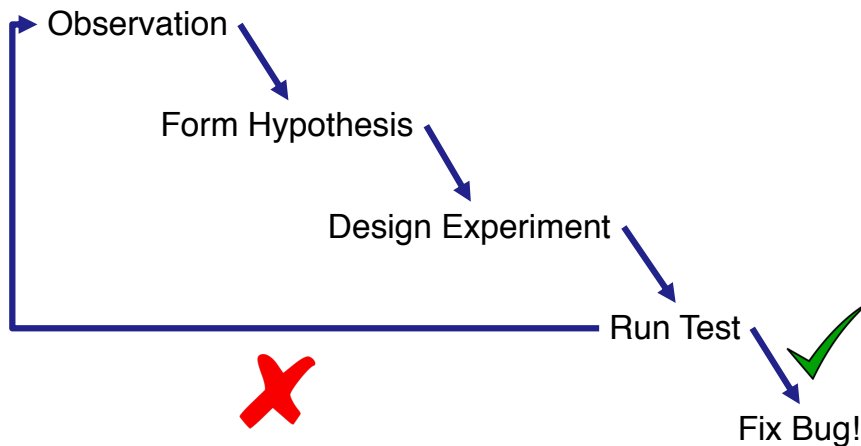 Observation
Form Hypothesis
Design Experiment
Run Test
Fix Bug!